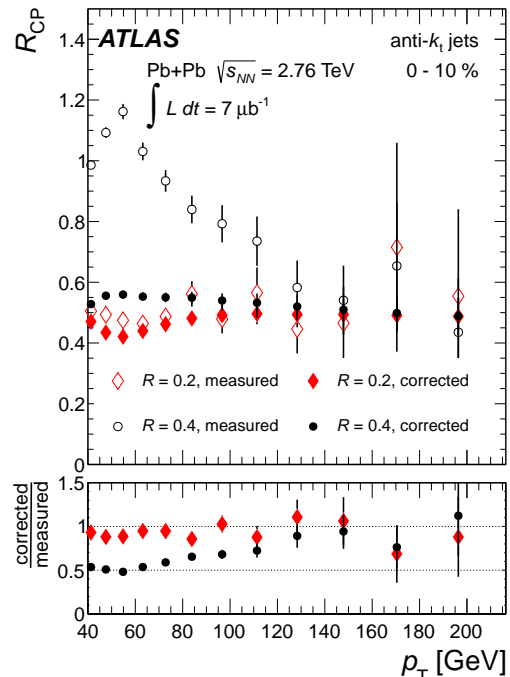 R_CP
ATLAS
anti-k_t jets
Pb+Pb √s_NN = 2.76 TeV
0 - 10 %
∫ L dt = 7 μb⁻¹
1.4
1.2
1
0.8
0.6
0.4
0.2
0
R = 0.2, measured
R = 0.2, corrected
R = 0.4, measured
R = 0.4, corrected
corrected
measured
1.5
1
0.5
0
40 60 80 100 120 140 160 180 200
p_T [GeV]